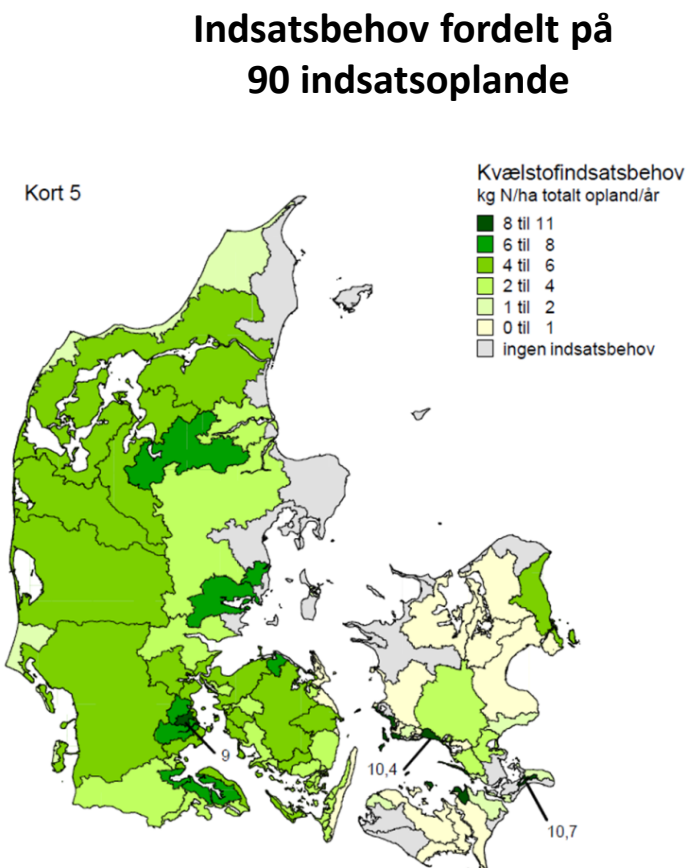 Indsatsbehov fordelt på
90 indsatsoplande
Kort 5
Kvælstofindsatsbehov
kg N/ha totalt opland/år
8 til 11
6 til 8
4 til 6
2 til 4
1 til 2
0 til 1
ingen indsatsbehov
9
10,4
10,7